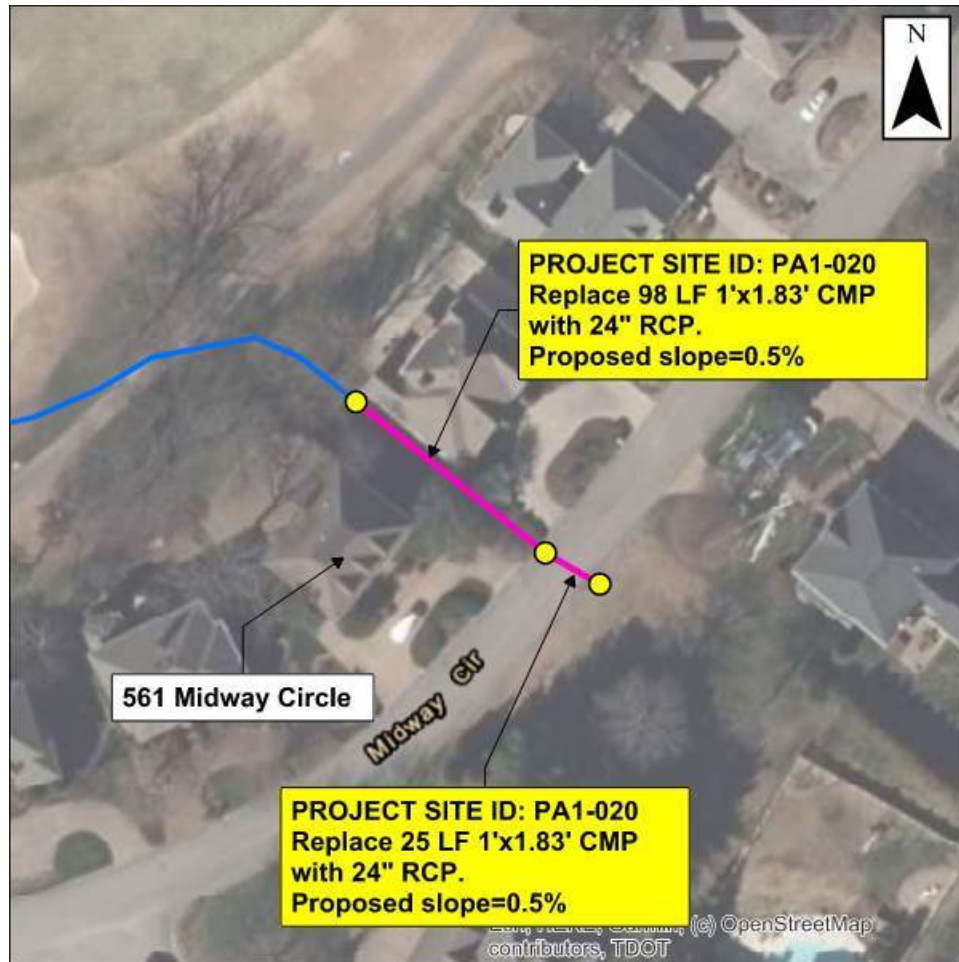 N
PROJECT SITE ID: PA1-020
Replace 98 LF 1'x1.83' CMP
with 24" RCP.
Proposed slope=0.5%
561 Midway Circle
Midway Cir
PROJECT SITE ID: PA1-020
Replace 25 LF 1'x1.83' CMP
with 24" RCP.
Proposed slope=0.5%
(c) OpenStreetMap
contributors, TDOT